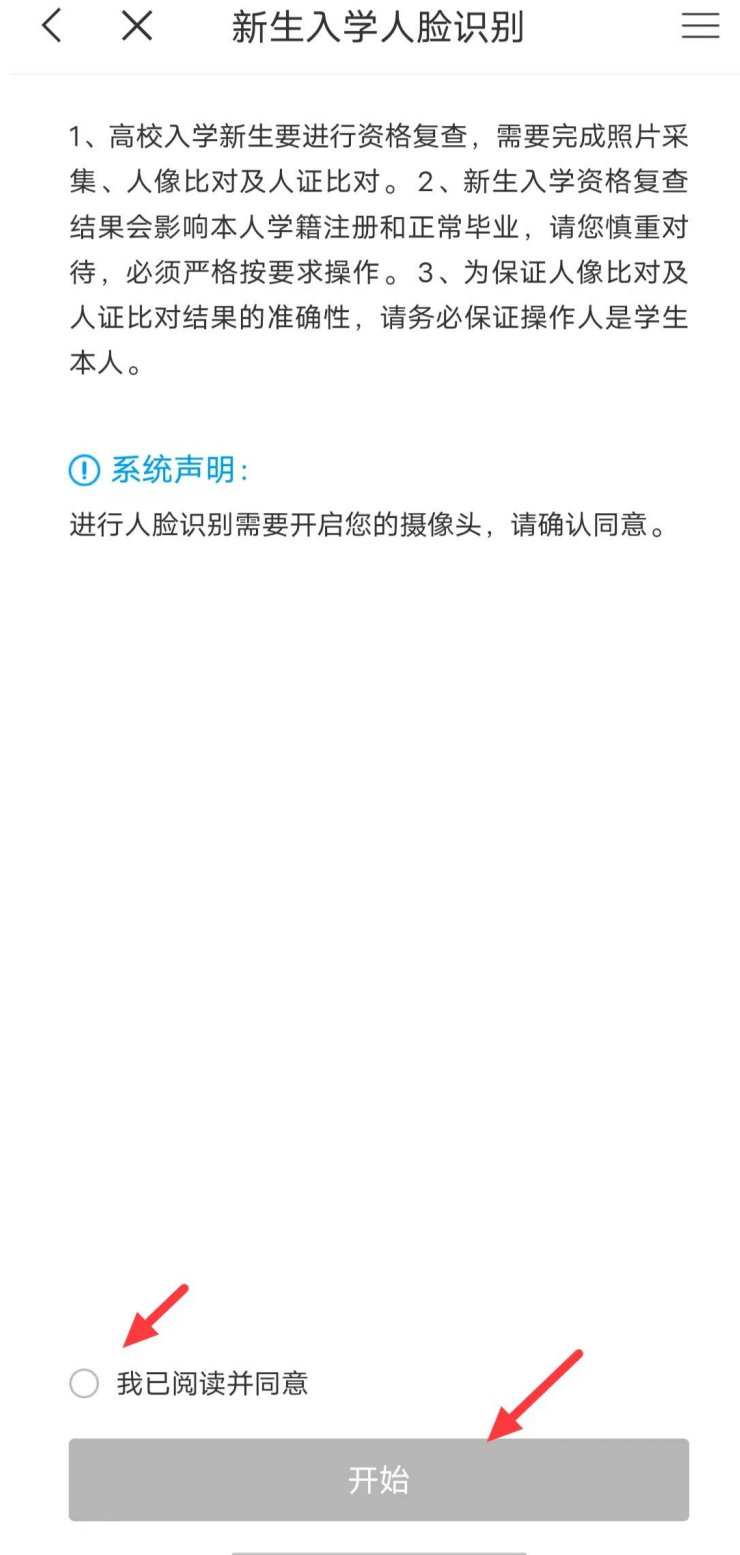 新生入学人脸识别
1、高校入学新生要进行资格复查，需要完成照片采
集、人像比对及人证比对。2、新生入学资格复查
结果会影响本人学籍注册和正常毕业，请您慎重对
待，必须严格按要求操作。3、为保证人像比对及
人证比对结果的准确性，请务必保证操作人是学生
本人。
系统声明：
进行人脸识别需要开启您的摄像头，请确认同意。
我已阅读并同意
开始